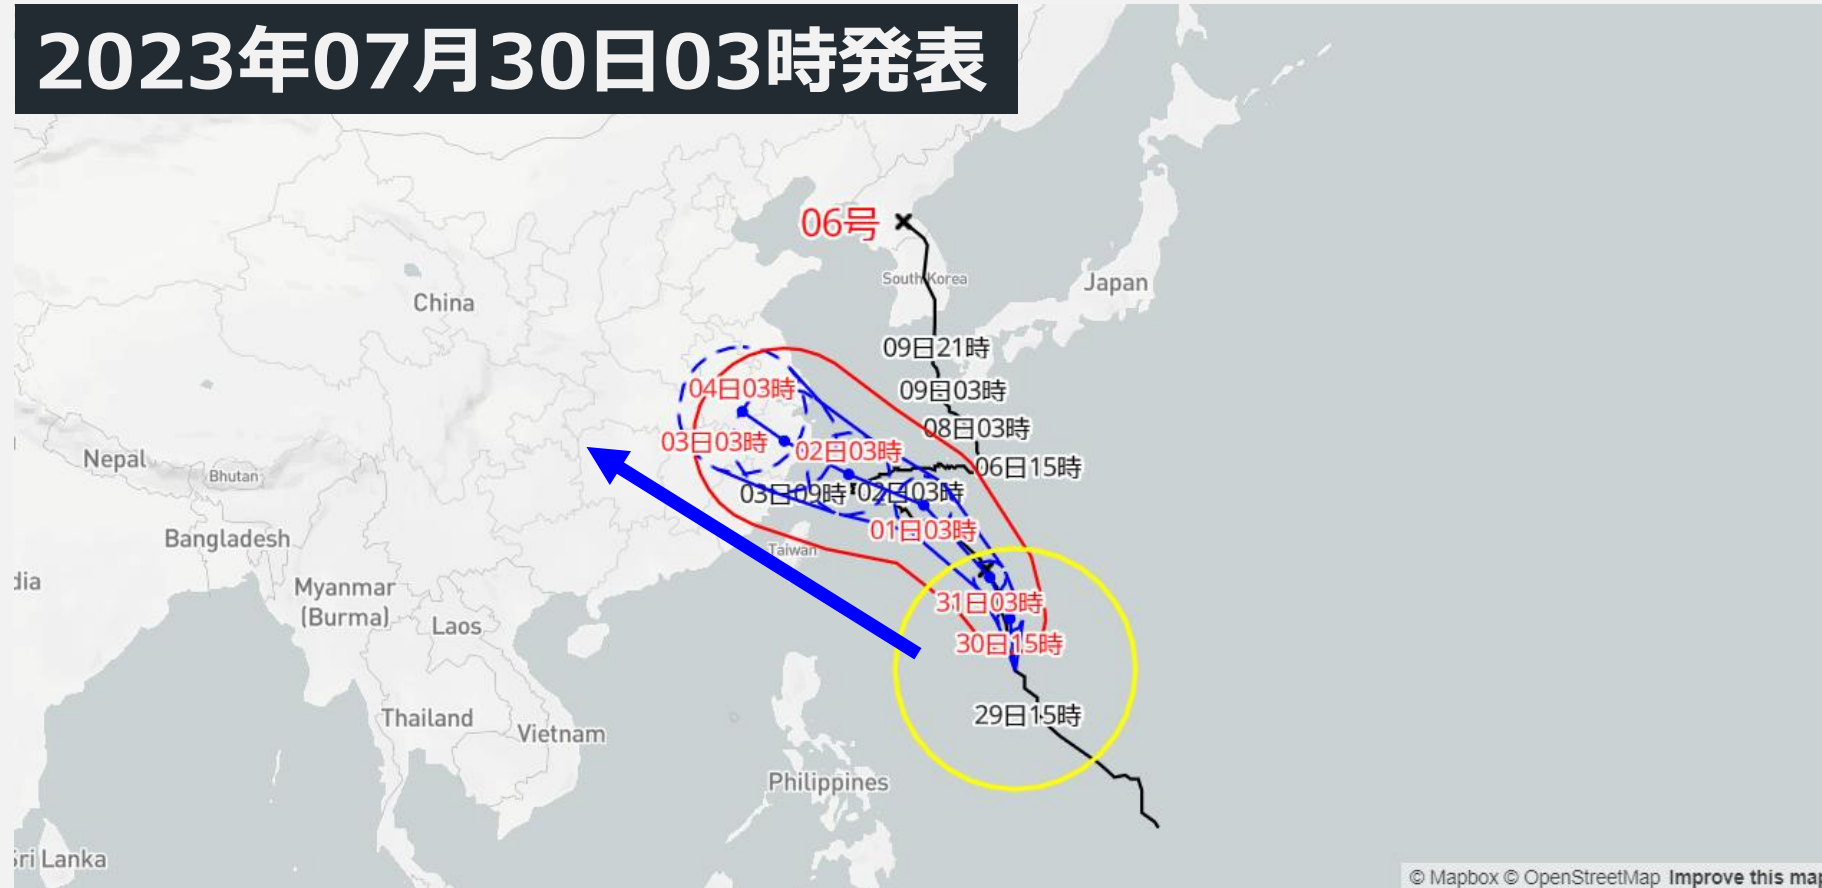 2023年07月30日03時発表
06号
South Korea
Japan
China
09日21時
09日03時
04日03時
08日03時
03日03時
02日03時
06日15時
Nepal
Bhutan
03日09時
02日03時
01日03時
Bangladesh
Taiwan
dia
Myanmar
(Burma)
31日03時
Laos
30日15時
29日15時
Thailand
Vietnam
Philippines
Sri Lanka
© Mapbox © OpenStreetMap Improve this map